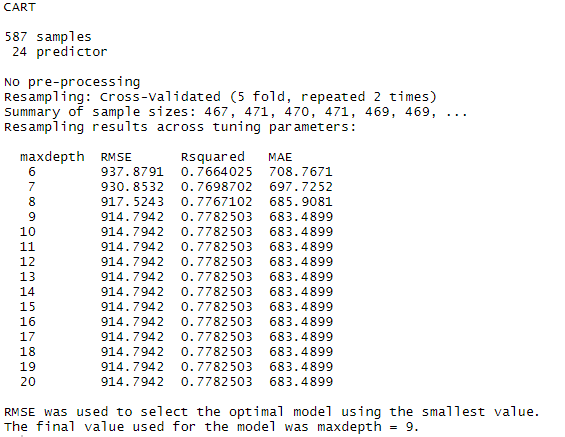 CART

587 samples
 24 predictor

No pre-processing
Resampling: Cross-Validated (5 fold, repeated 2 times)
Summary of sample sizes: 467, 471, 470, 471, 469, 469, ...
Resampling results across tuning parameters:

  maxdepth  RMSE      Rsquared   MAE
   6        937.8791  0.7664025  708.7671
   7        930.8532  0.7698702  697.7252
   8        917.5243  0.7767102  685.9081
   9        914.7942  0.7782503  683.4899
  10        914.7942  0.7782503  683.4899
  11        914.7942  0.7782503  683.4899
  12        914.7942  0.7782503  683.4899
  13        914.7942  0.7782503  683.4899
  14        914.7942  0.7782503  683.4899
  15        914.7942  0.7782503  683.4899
  16        914.7942  0.7782503  683.4899
  17        914.7942  0.7782503  683.4899
  18        914.7942  0.7782503  683.4899
  19        914.7942  0.7782503  683.4899
  20        914.7942  0.7782503  683.4899

RMSE was used to select the optimal model using the smallest value.
The final value used for the model was maxdepth = 9.